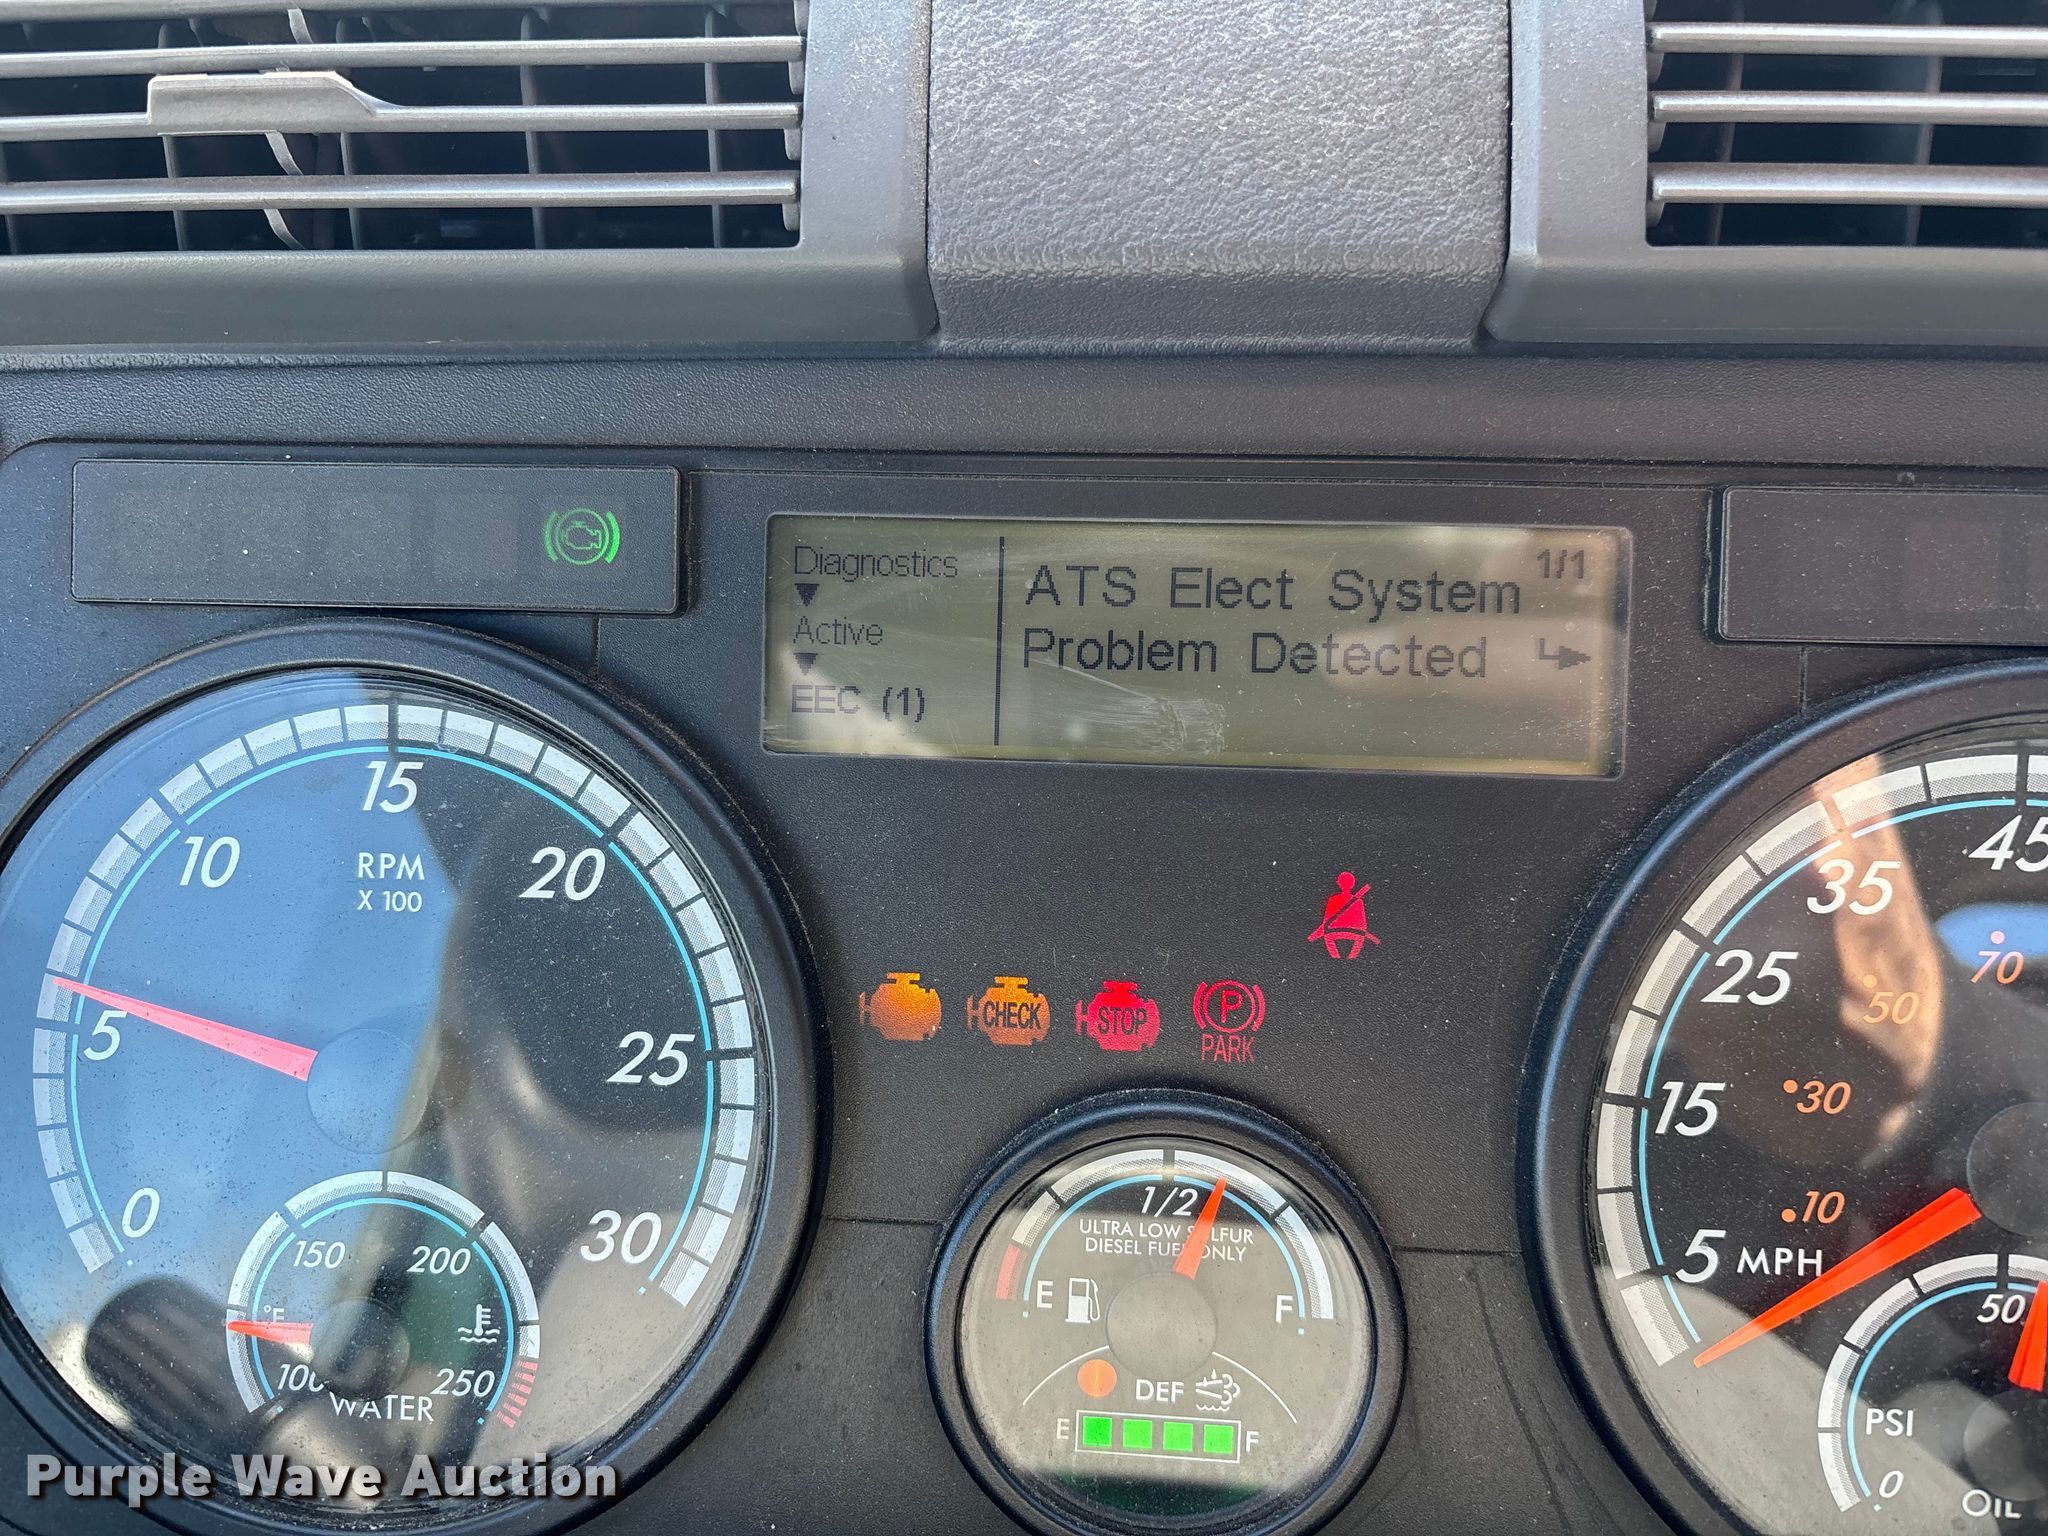 Diagnostics
Active
EEC (1)
ATS Elect System
1/1
Problem Detected
0
5
10
15
20
25
30
RPM
X 100
100
150
200
250
°F
WATER
CHECK
STOP
P
PARK
1/2
ULTRA LOW SULFUR
DIESEL FUEL ONLY
E
F
DEF
E
F
5
15
25
35
45
10
30
50
70
MPH
50
PSI
0
OIL
Purple Wave Auction